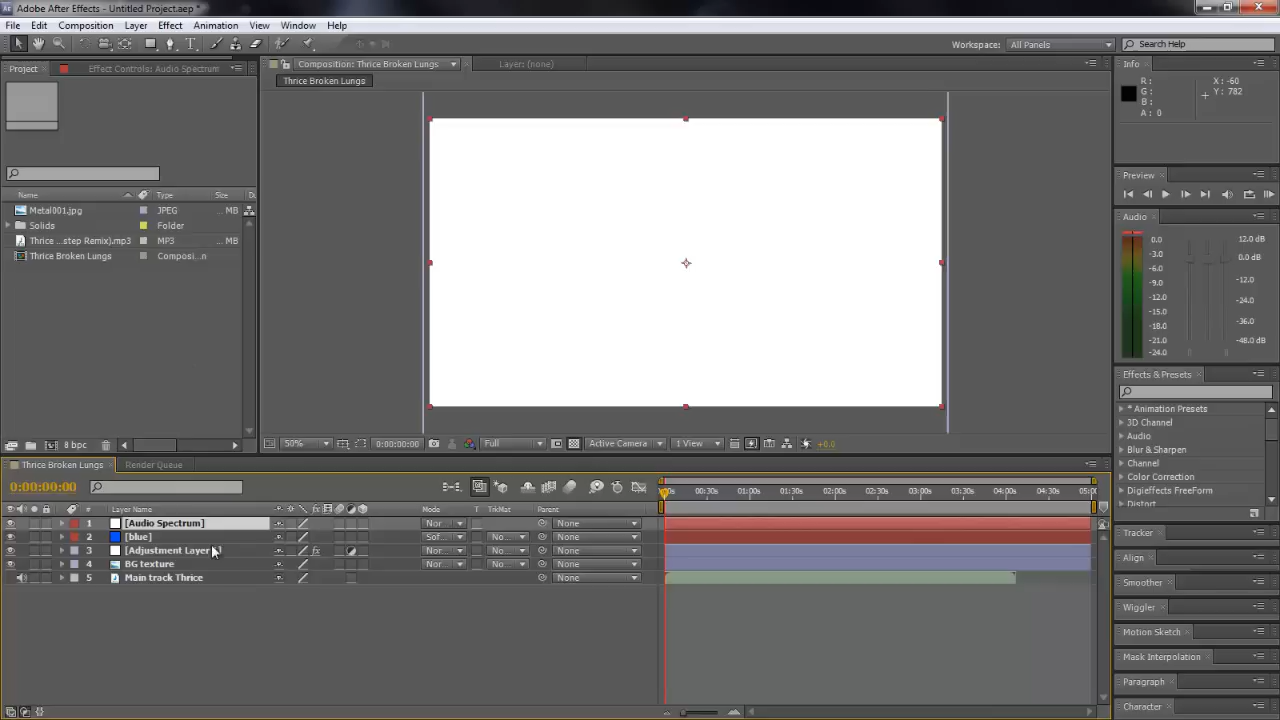 Adobe After Effects - Untitled Project.aep *
File Edit Composition Layer Effect Animation View Window Help
Workspace: All Panels Search Help
Project Effect Controls: Audio Spectrum
Composition: Thrice Broken Lungs Layer: (none)
Thrice Broken Lungs
Info
R :
G :
B :
A : 0
X : -60
Y : 782
Preview
Audio
0.0
-3.0
-6.0
-9.0
-12.0
-15.0
-18.0
-21.0
-24.0
12.0 dB
0.0 dB
-12.0
-24.0
-36.0
-48.0 dB
Name Type Size
Metal001.jpg JPEG ... MB
Solids Folder
Thrice ...step Remix).mp3 MP3 ... MB
Thrice Broken Lungs Composi...n
8 bpc
50% 0:00:00:00 Full Active Camera 1 View +0.0
Effects & Presets
* Animation Presets
3D Channel
Audio
Blur & Sharpen
Channel
Color Correction
Digieffects FreeForm
Distort
Tracker
Align
Smoother
Wiggler
Motion Sketch
Mask Interpolation
Paragraph
Character
Thrice Broken Lungs Render Queue
0:00:00:00
00:30s 01:00s 01:30s 02:00s 02:30s 03:00s 03:30s 04:00s 04:30s 05:0
# Layer Name Mode T TrkMat Parent
1 [Audio Spectrum] Nor None
2 [blue] Sof... No... None
3 [Adjustment Layer Nor... No... None
4 BG texture Nor... No... None
5 Main track Thrice None